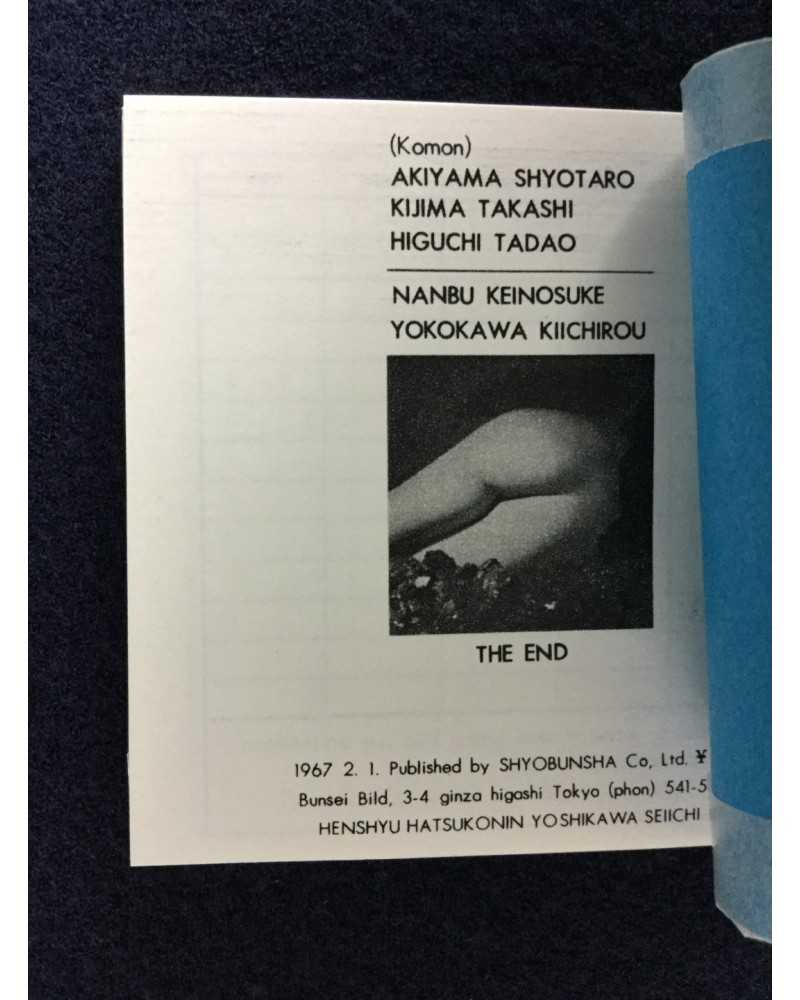 (Komon)
AKIYAMA SHYOTARO
KIJIMA TAKASHI
HIGUCHI TADAO
NANBU KEINOSUKE
YOKOKAWA KIICHIROU
THE END
1967 2. 1. Published by SHYOBUNSHA Co, Ltd. ¥
Bunsei Bild, 3-4 ginza higashi Tokyo (phon) 541-5
HENSHYU HATSUKONIN YOSHIKAWA SEIICHI